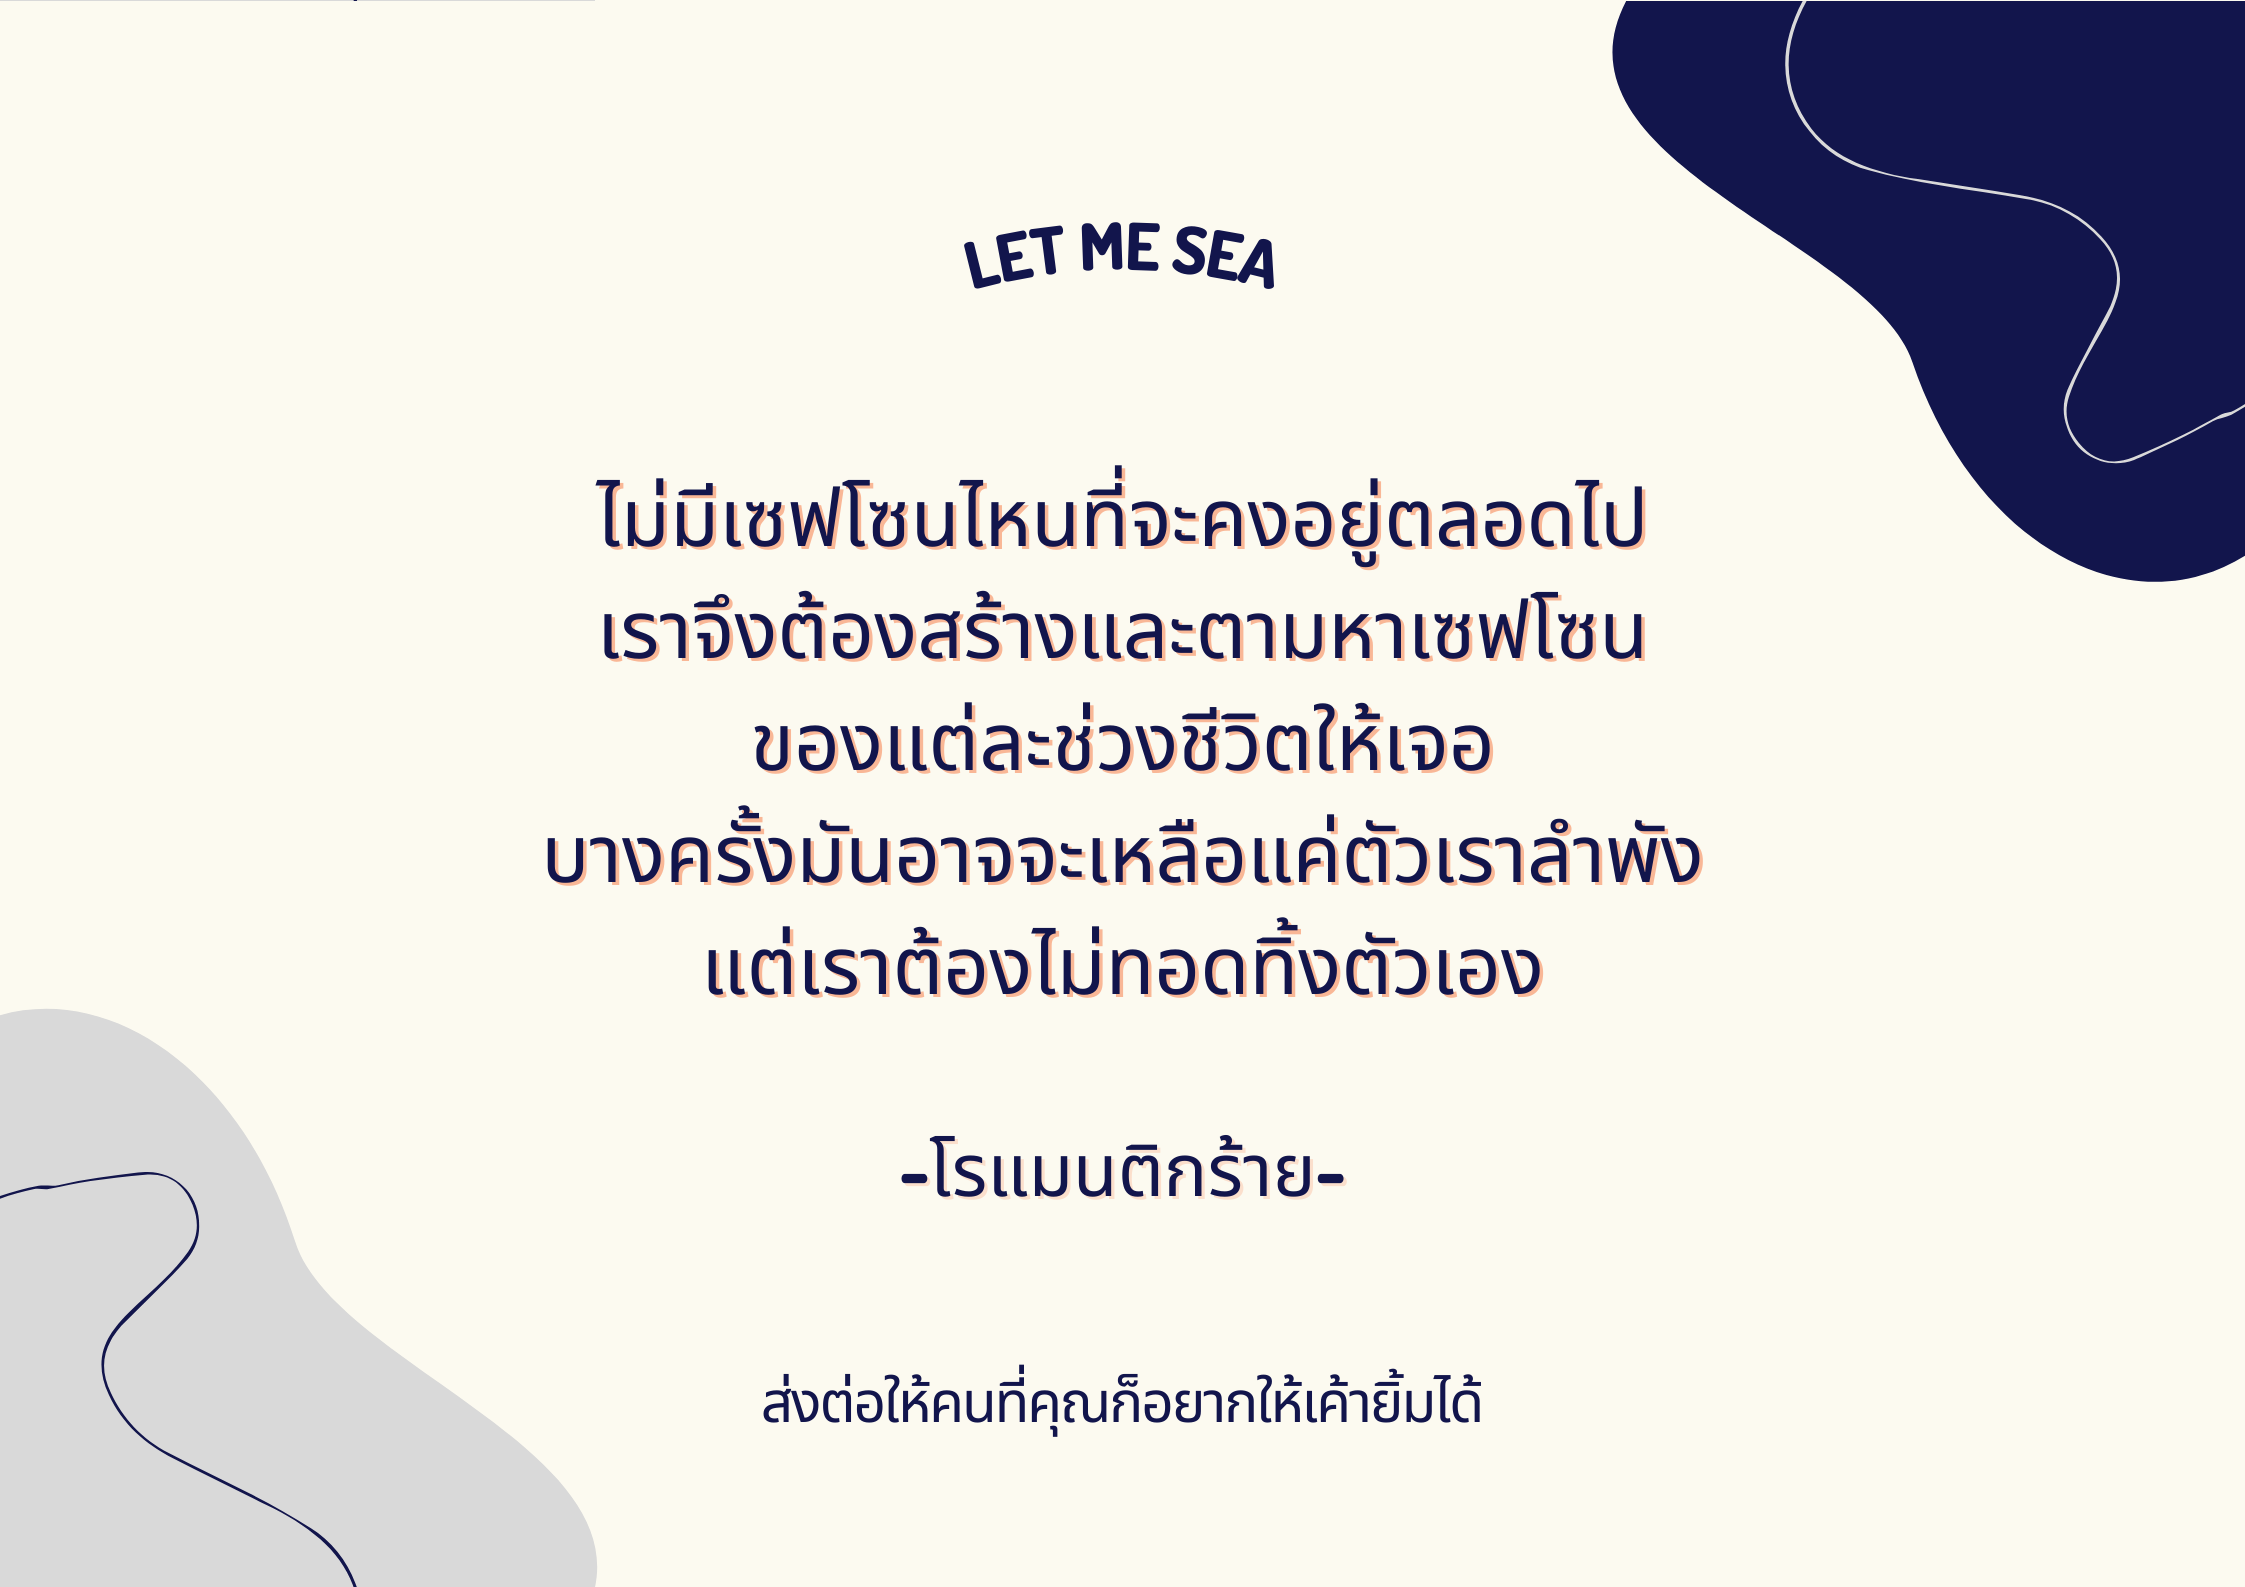 LET ME SEA
ไม่มีเซฟโซนไหนที่จะคงอยู่ตลอดไป
เราจึงต้องสร้างและตามหาเซฟโซน
ของแต่ละช่วงชีวิตให้เจอ
บางครั้งมันอาจจะเหลือแค่ตัวเราลำพัง
แต่เราต้องไม่ทอดทิ้งตัวเอง
-โรแมนติกร้าย-
ส่งต่อให้คนที่คุณก็อยากให้เค้ายิ้มได้